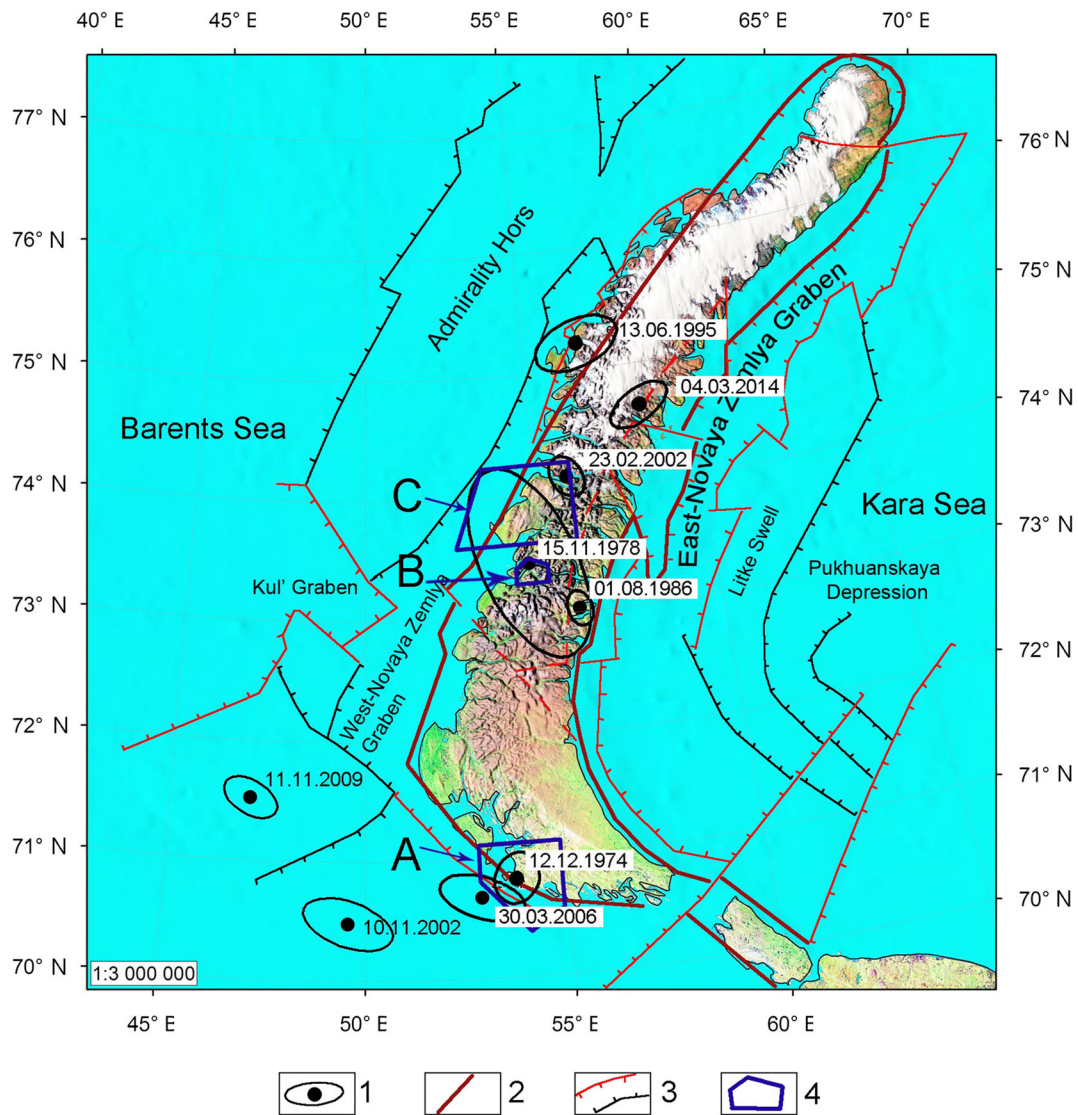 40° E
45° E
50° E
55° E
60° E
65° E
70° E
77° N
76° N
76° N
Admirality Hors
75° N
13.06.1995
75° N
East-Novaya Zemlya Graben
04.03.2014
74° N
Barents Sea
23.02.2002
74° N
C
Kara Sea
73° N
15.11.1978
B
Litke Swell
Pukhuanskaya
Depression
Kul' Graben
01.08.1986
73° N
72° N
West-Novaya Zemlya
Graben
72° N
71° N
11.11.2009
71° N
A
12.12.1974
70° N
30.03.2006
10.11.2002
70° N
1:3 000 000
45° E
50° E
55° E
60° E
1
2
3
4